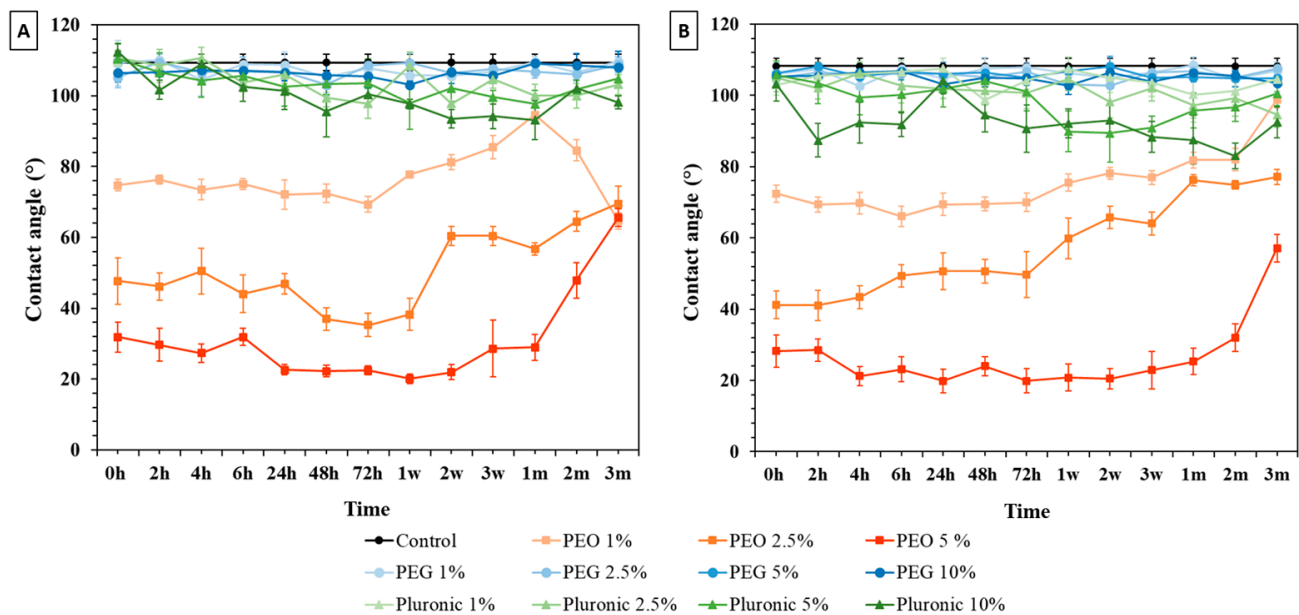 A
B
120
100
80
60
40
20
0
Contact angle (°)
0h 2h 4h 6h 24h 48h 72h 1w 2w 3w 1m 2m 3m
Time
120
100
80
60
40
20
0
Contact angle (°)
0h 2h 4h 6h 24h 48h 72h 1w 2w 3w 1m 2m 3m
Time
Control PEO 1% PEO 2.5% PEO 5 %
PEG 1% PEG 2.5% PEG 5% PEG 10%
Pluronic 1% Pluronic 2.5% Pluronic 5% Pluronic 10%